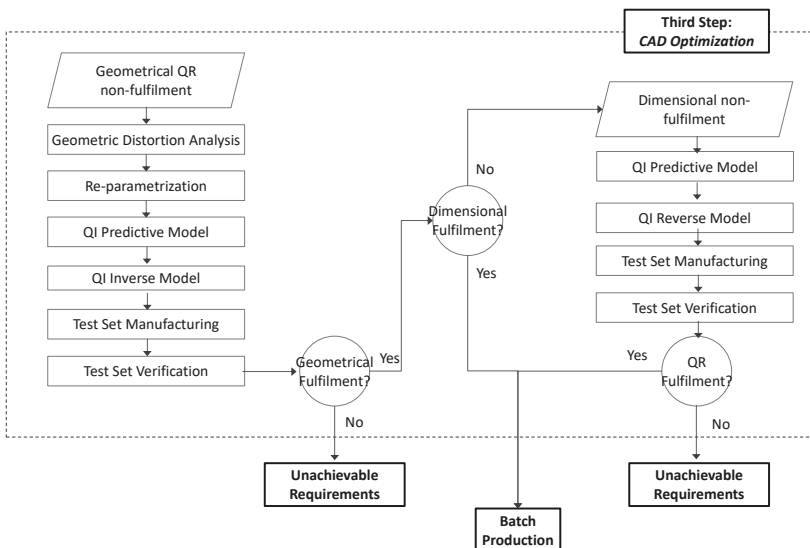 Third Step:
CAD Optimization
Geometrical QR
non-fulfilment
Geometric Distortion Analysis
Re-parametrization
QI Predictive Model
QI Inverse Model
Test Set Manufacturing
Test Set Verification
Geometrical
Fulfilment?
Yes
No
Unachievable
Requirements
Dimensional
Fulfilment?
No
Yes
Batch
Production
Dimensional non-
fulfilment
QI Predictive Model
QI Reverse Model
Test Set Manufacturing
Test Set Verification
QR
Fulfilment?
Yes
No
Unachievable
Requirements